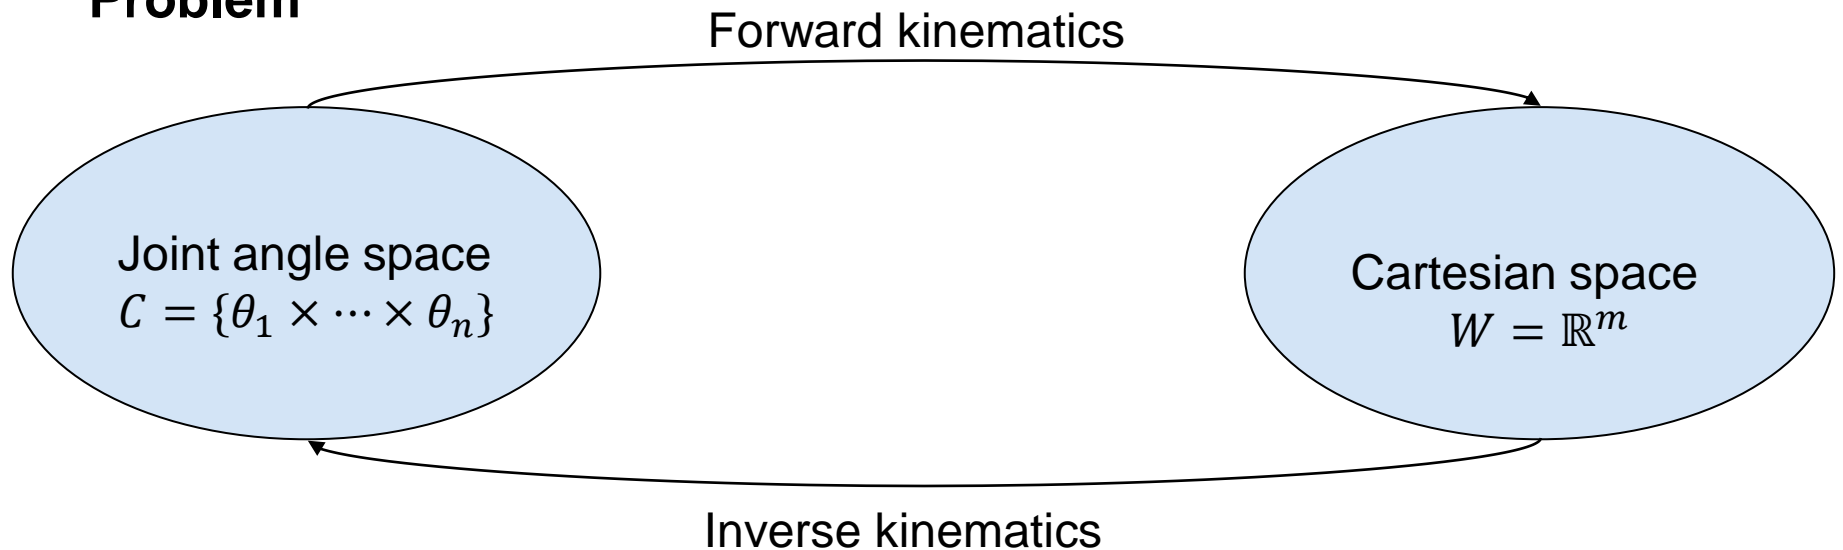 Problem
Forward kinematics
Joint angle space
𝐶 = {𝜃₁ × ⋯ × 𝜃ₙ}
Cartesian space
𝑊 = ℝᵐ
Inverse kinematics